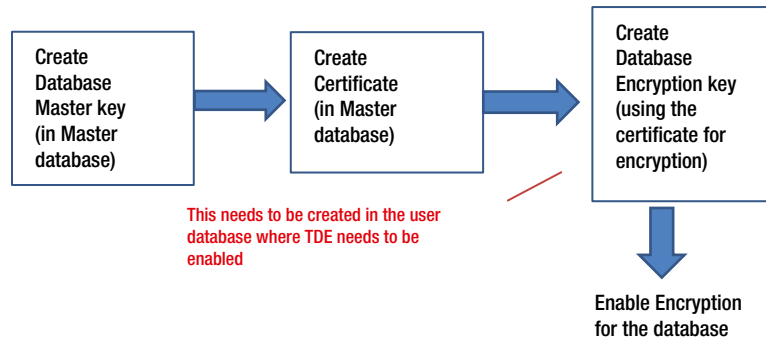 Create
Database
Master key
(in Master
database)
Create
Certificate
(in Master
database)
Create
Database
Encryption key
(using the
certificate for
encryption)
This needs to be created in the user
database where TDE needs to be
enabled
Enable Encryption
for the database